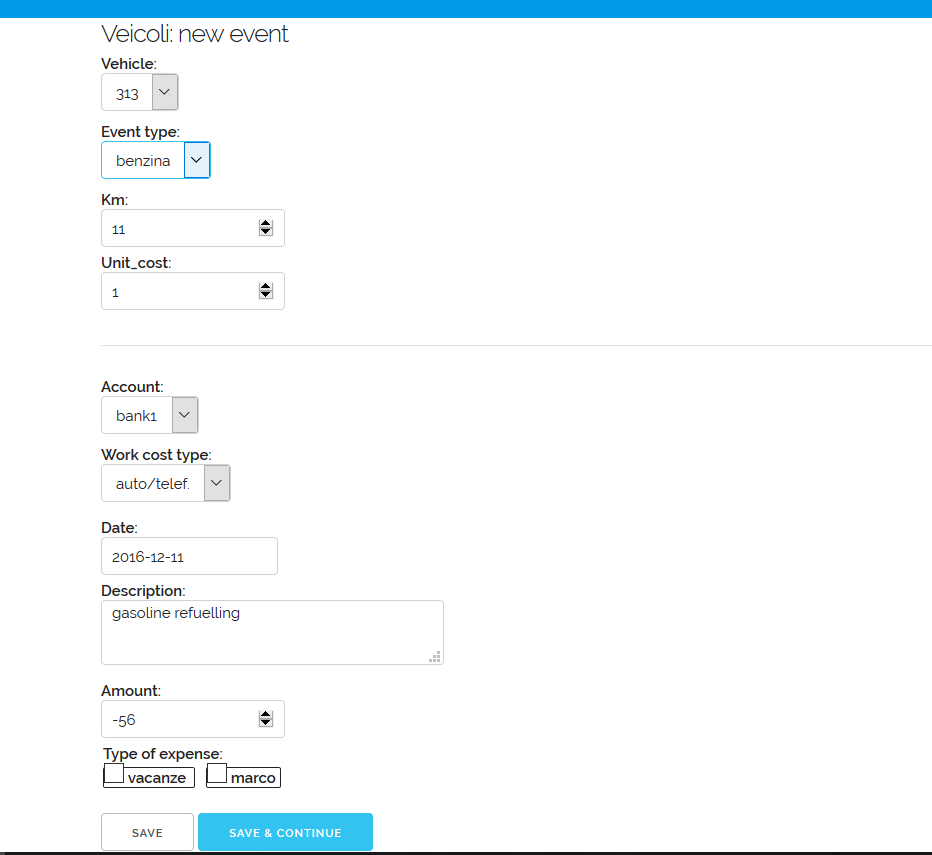 Veicoli: new event
Vehicle:
313
Event type:
benzina
Km:
11
Unit_cost:
1
Account:
bank1
Work cost type:
auto/telef.
Date:
2016-12-11
Description:
gasoline refuelling
Amount:
-56
Type of expense:
vacanze marco
SAVE SAVE & CONTINUE